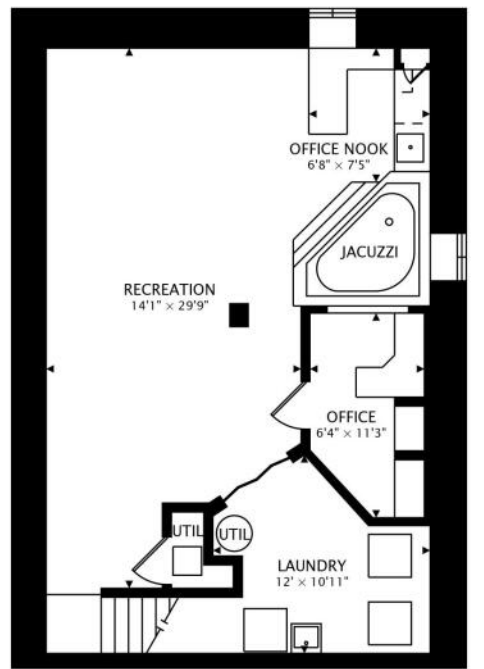 OFFICE NOOK
6'8" × 7'5"
JACUZZI
RECREATION
14'1" × 29'9"
OFFICE
6'4" × 11'3"
UTIL
UTIL
LAUNDRY
12' × 10'11"